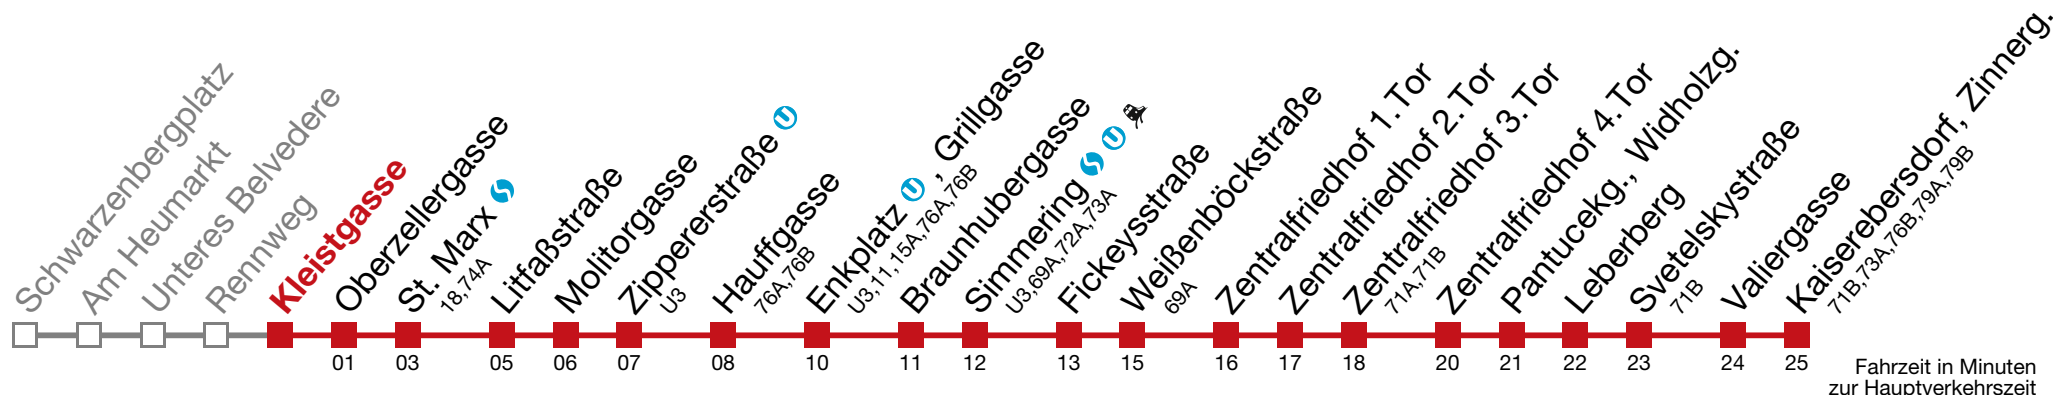 Schwarzenbergplatz
Am Heumarkt
Unteres Belvedere
Rennweg
Kleistgasse
Oberzellergasse
St. Marx
18,74A
Litfaßstraße
Molitorgasse
Zippererstraße U
U3
Hauffgasse
76A,76B
Enkplatz U , Grillgasse
U3,11,15A,76A,76B
Braunhubergasse
Simmering U
U3,69A,72A,73A
Fickeysstraße
Weißenböckstraße
69A
Zentralfriedhof 1. Tor
Zentralfriedhof 2. Tor
Zentralfriedhof 3. Tor
71A,71B
Zentralfriedhof 4. Tor
Pantucekg., Widholzg.
Leberberg
Svetelskystraße
71B
Valiergasse
Kaiserebersdorf, Zinnerg.
71B,73A,76B,79A,79B
01 03 05 06 07 08 10 11 12 13 15 16 17 18 20 21 22 23 24 25
Fahrzeit in Minuten
zur Hauptverkehrszeit